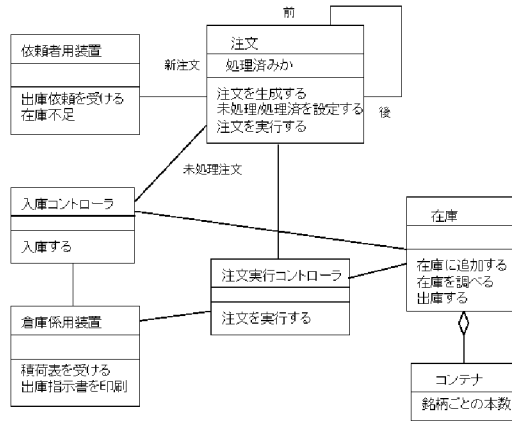 前
注文
依頼者用装置
処理済みか
新注文
出庫依頼を受ける
在庫不足
注文を生成する
未処理/処理済を設定する
注文を実行する
後
未処理注文
入庫コントローラ
入庫する
在庫
在庫に追加する
在庫を調べる
出庫する
注文実行コントローラ
注文を実行する
倉庫係用装置
積荷表を受ける
出庫指示書を印刷
コンテナ
銘柄ごとの本数